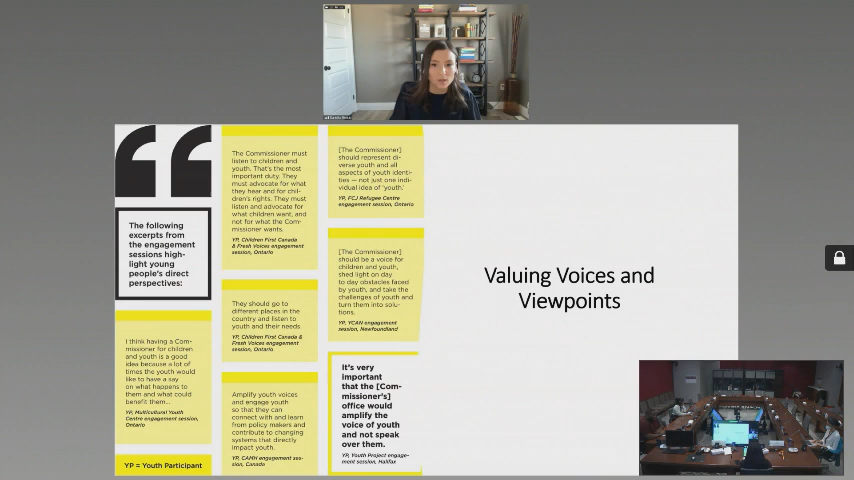 The following
excerpts from
the engagement
sessions high-
light young
people's direct
perspectives:
I think having a Com-
missioner for children
and youth is a good
idea because a lot of
times the youth would
like to have a say
on what happens to
them and what could
benefit them...
YP, Multicultural Youth
Centre engagement session,
Ontario
YP = Youth Participant
The Commissioner must
listen to children and
youth. That's the most
important duty. They
must advocate for what
they hear and for chil-
dren's rights. They must
listen and advocate for
what children want, and
not for what the Com-
missioner wants.
YP, Children First Canada
& Fresh Voices engagement
session, Ontario
They should go to
different places in the
country and listen to
youth and their needs.
YP, Children First Canada &
Fresh Voices engagement
session, Ontario
Amplify youth voices
and engage youth
so that they can
connect with and learn
from policy makers and
contribute to changing
systems that directly
impact youth.
YP, CAMH engagement ses-
sion, Canada
[The Commissioner]
should represent di-
verse youth and all
aspects of youth identi-
ties — not just one indi-
vidual idea of 'youth.'
YP, FCJ Refugee Centre
engagement session, Ontario
[The Commissioner]
should be a voice for
children and youth,
shed light on day
to day obstacles faced
by youth, and take the
challenges of youth and
turn them into solu-
tions.
YP, YCAN engagement
session, Newfoundland
It's very
important
that the [Com-
missioner's]
office would
amplify the
voice of youth
and not speak
over them.
YP, Youth Project engage-
ment session, Halifax
Valuing Voices and
Viewpoints